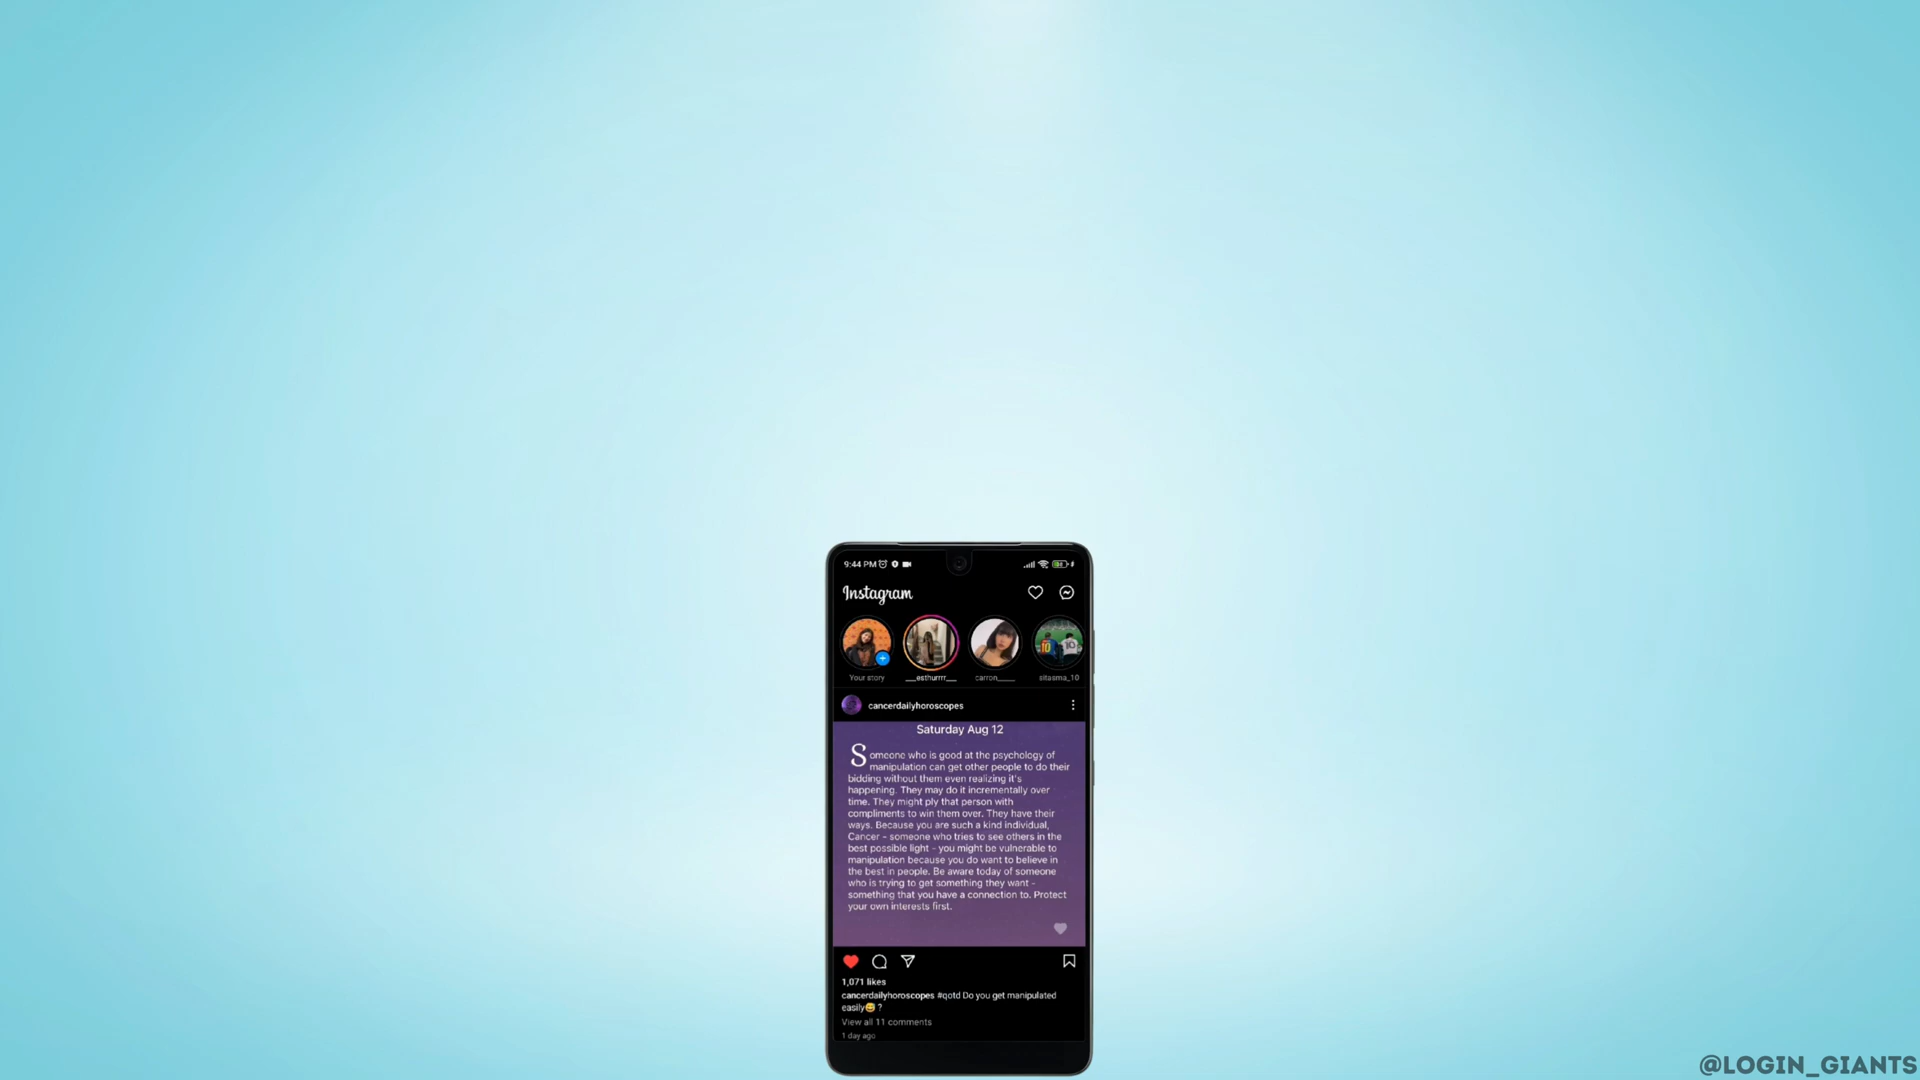 9:44 PM
Instagram
Your story
___esthurrrr___
carron_____
sitasma_10
cancerdailyhoroscopes
Saturday Aug 12
Someone who is good at the psychology of
manipulation can get other people to do their
bidding without them even realizing it's
happening. They may do it incrementally over
time. They might ply that person with
compliments to win them over. They have their
ways. Because you are such a kind individual,
Cancer - someone who tries to see others in the
best possible light - you might be vulnerable to
manipulation because you do want to believe in
the best in people. Be aware today of someone
who is trying to get something they want -
something that you have a connection to. Protect
your own interests first.
1,071 likes
cancerdailyhoroscopes #qotd Do you get manipulated
easily😅 ?
View all 11 comments
1 day ago
@LOGIN_GIANTS